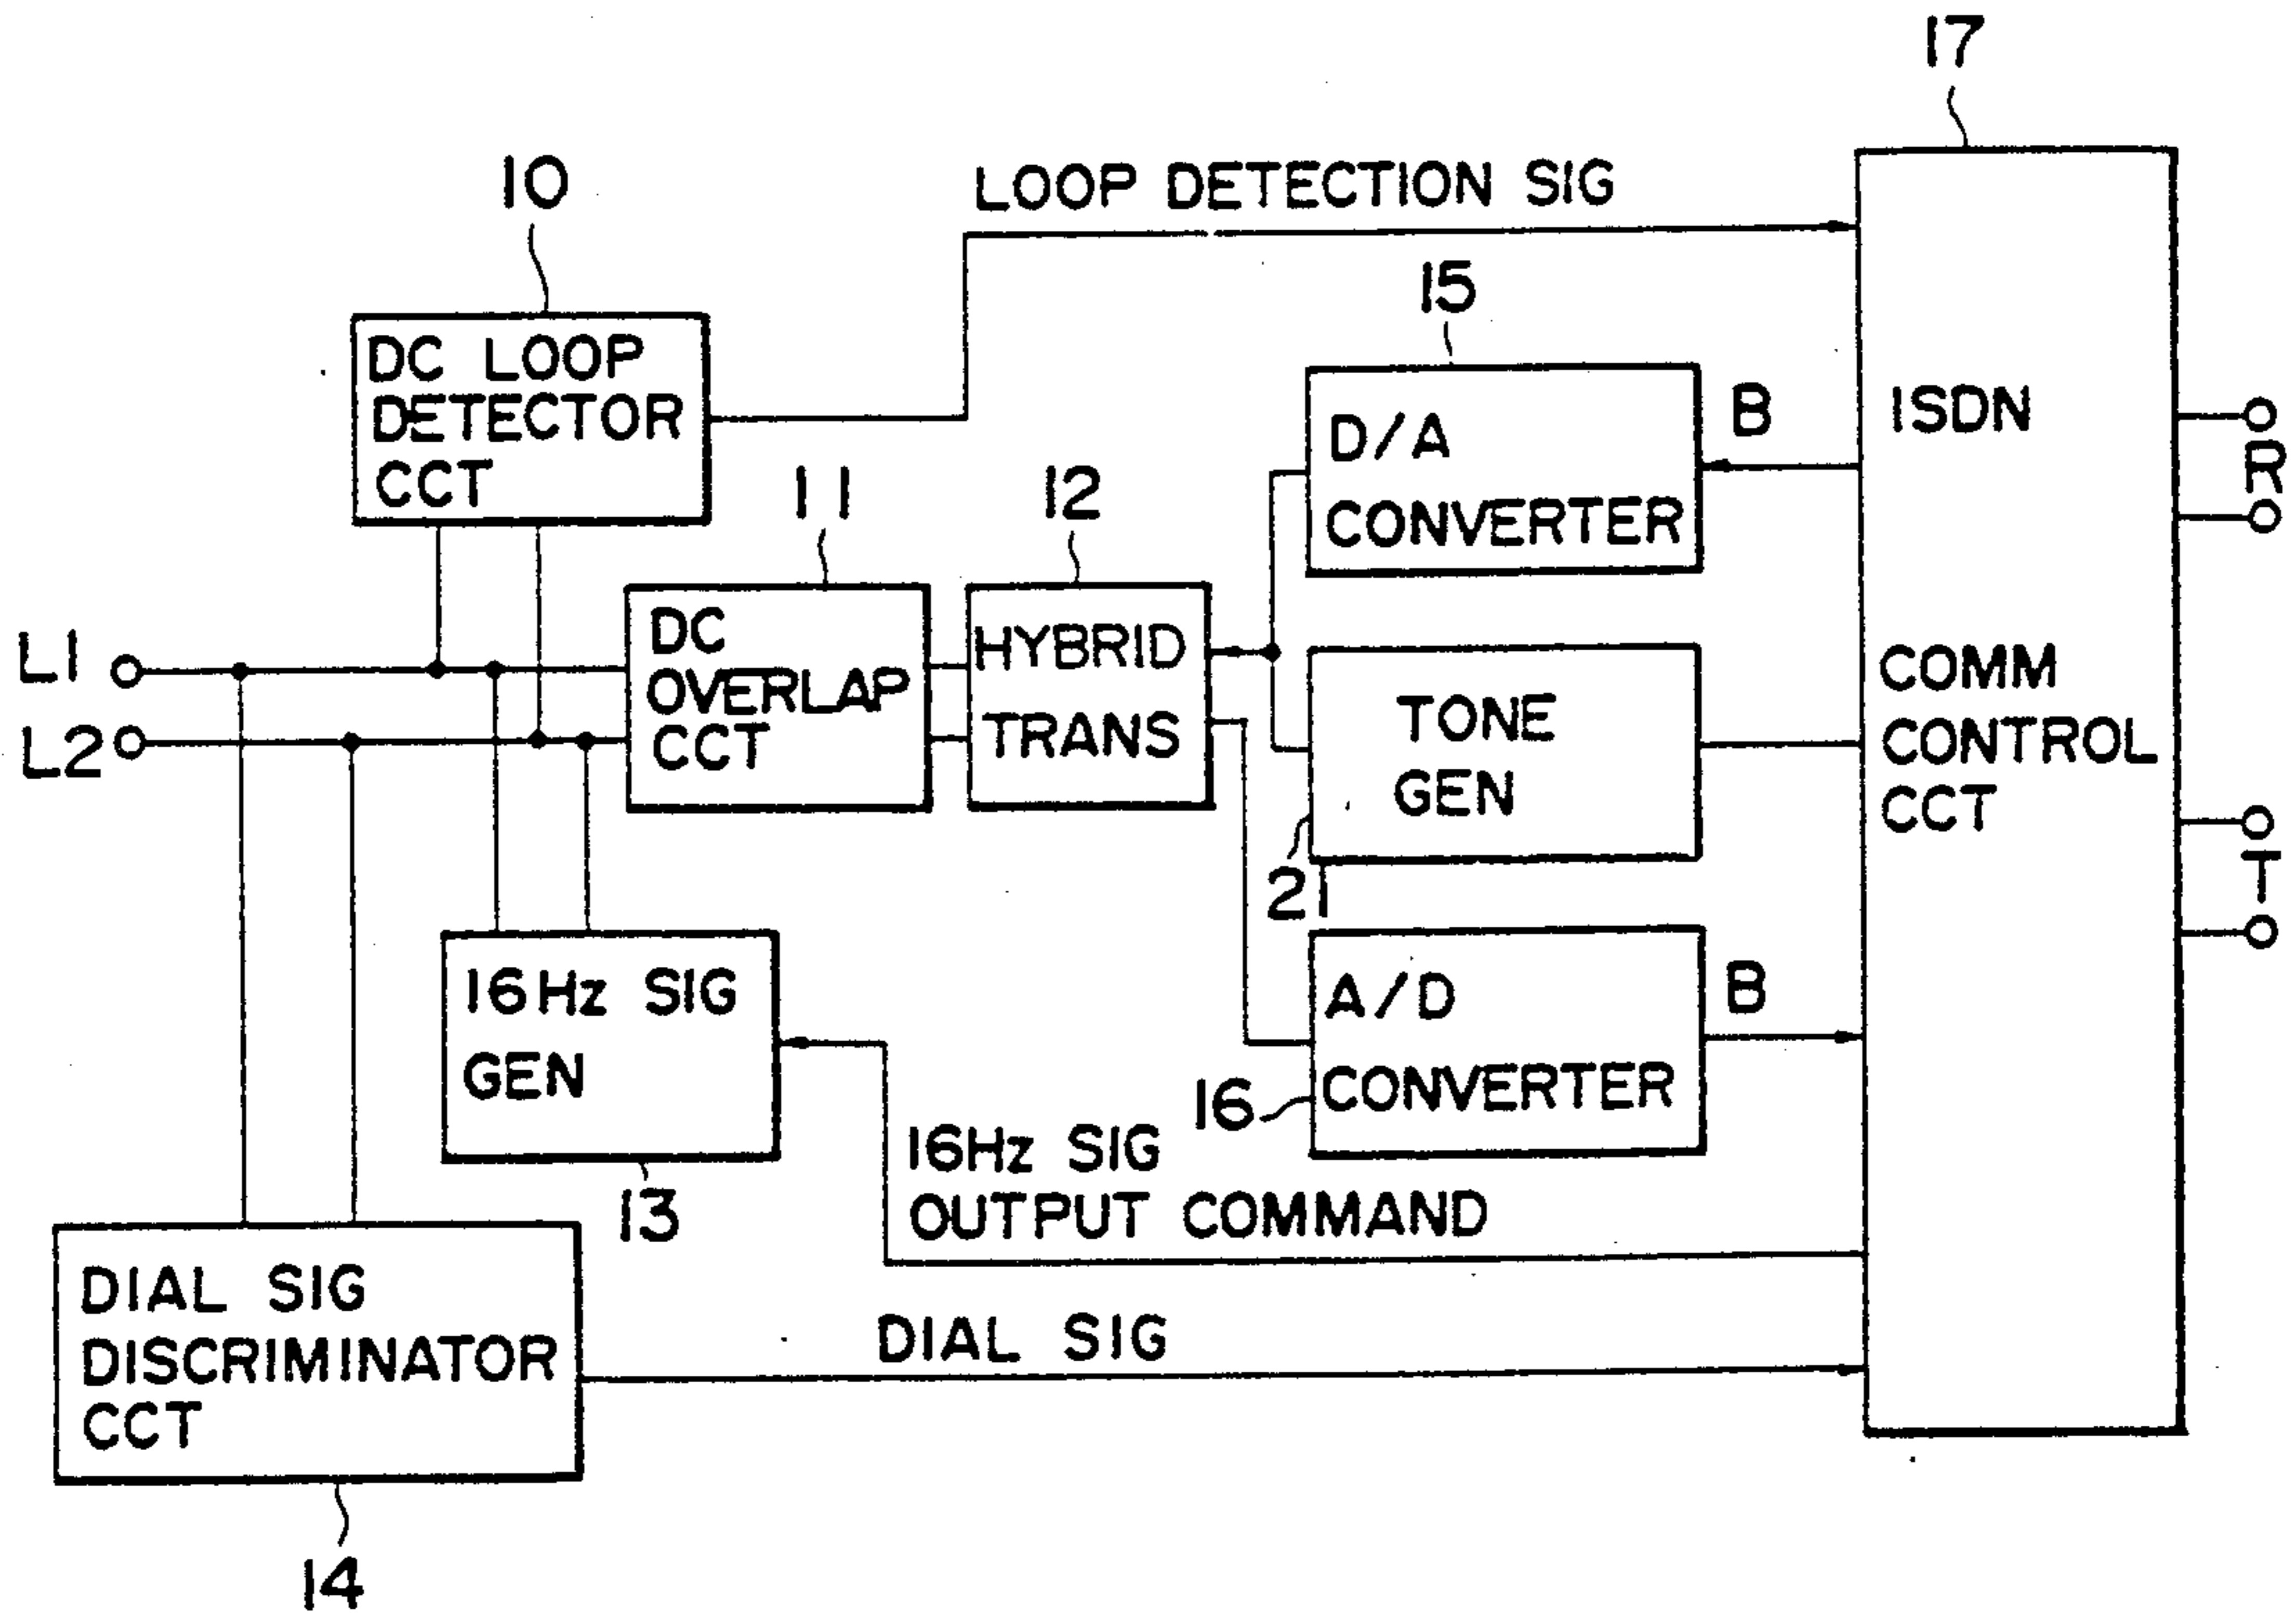 17
10
LOOP DETECTION SIG
15
DC LOOP
DETECTOR
CCT
11
12
D/A
CONVERTER
B
ISDN
R
L1
L2
DC
OVERLAP
CCT
HYBRID
TRANS
TONE
GEN
21
COMM
CONTROL
CCT
T
16Hz SIG
GEN
13
A/D
CONVERTER
B
16
16Hz SIG
OUTPUT COMMAND
DIAL SIG
DISCRIMINATOR
CCT
DIAL SIG
14